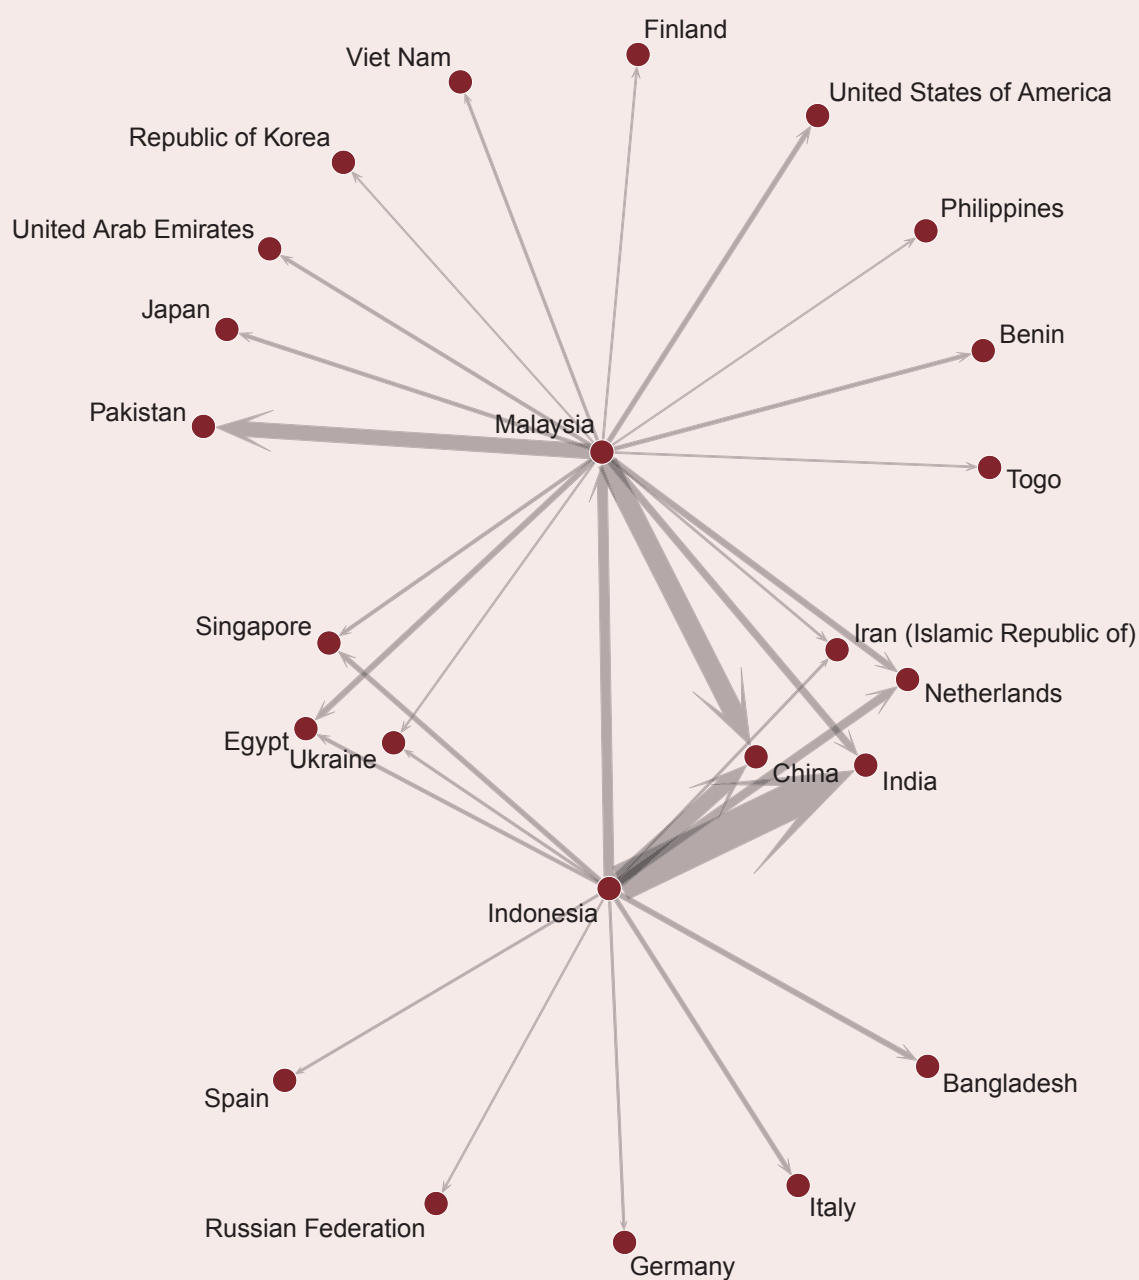 Finland
Viet Nam
United States of America
Republic of Korea
Philippines
United Arab Emirates
Japan
Benin
Pakistan
Malaysia
Togo
Singapore
Iran (Islamic Republic of)
Netherlands
Egypt
Ukraine
China
India
Indonesia
Bangladesh
Spain
Italy
Russian Federation
Germany